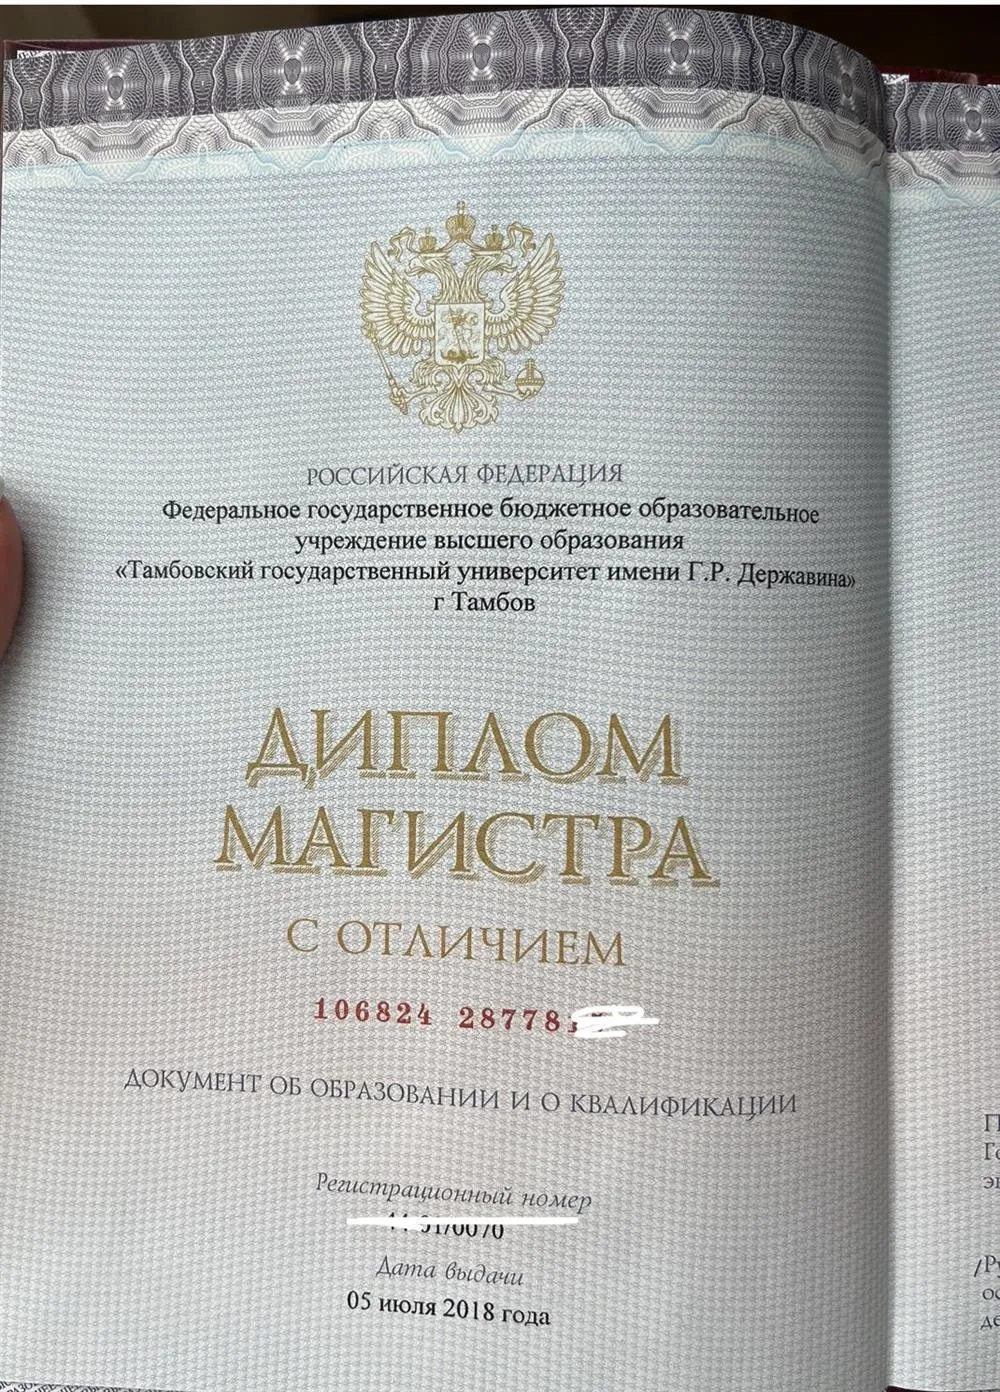 РОССИЙСКАЯ ФЕДЕРАЦИЯ
Федеральное государственное бюджетное образовательное
учреждение высшего образования
«Тамбовский государственный университет имени Г.Р. Державина»
г Тамбов
ДИПЛОМ
МАГИСТРА
С ОТЛИЧИЕМ
106824 28778
ДОКУМЕНТ ОБ ОБРАЗОВАНИИ И О КВАЛИФИКАЦИИ
Регистрационный номер
Дата выдачи
05 июля 2018 года